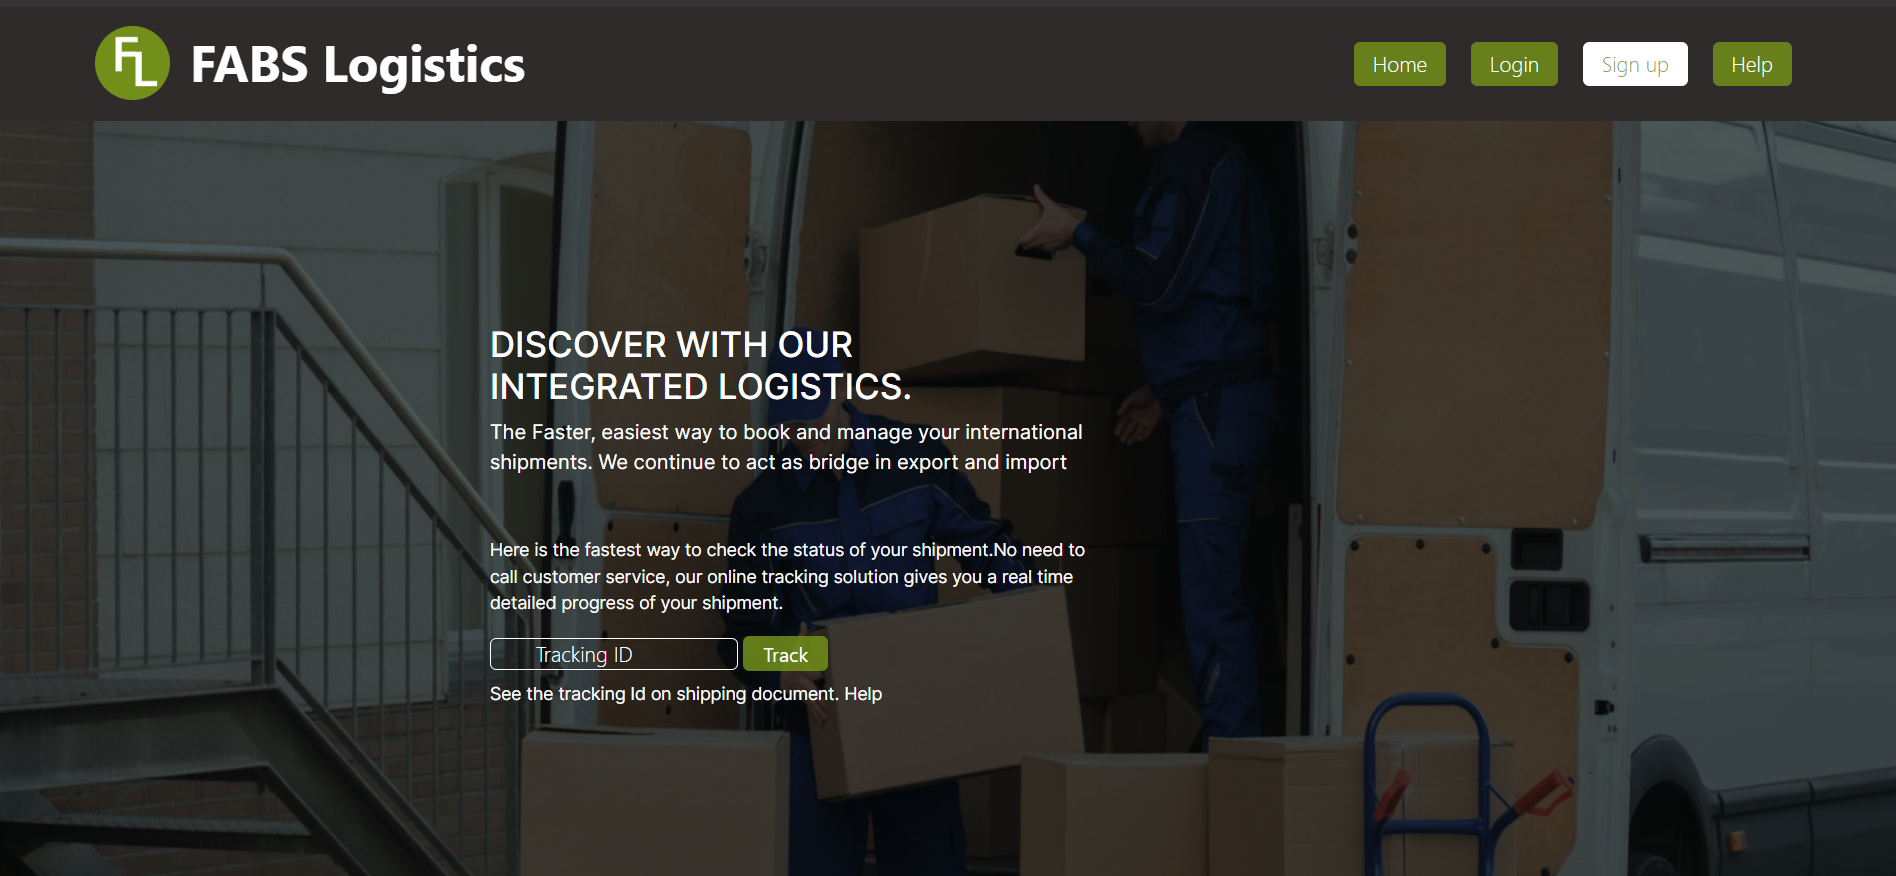 FL FABS Logistics
Home Login Sign up Help
DISCOVER WITH OUR
INTEGRATED LOGISTICS.
The Faster, easiest way to book and manage your international
shipments. We continue to act as bridge in export and import
Here is the fastest way to check the status of your shipment.No need to
call customer service, our online tracking solution gives you a real time
detailed progress of your shipment.
Tracking ID Track
See the tracking Id on shipping document. Help